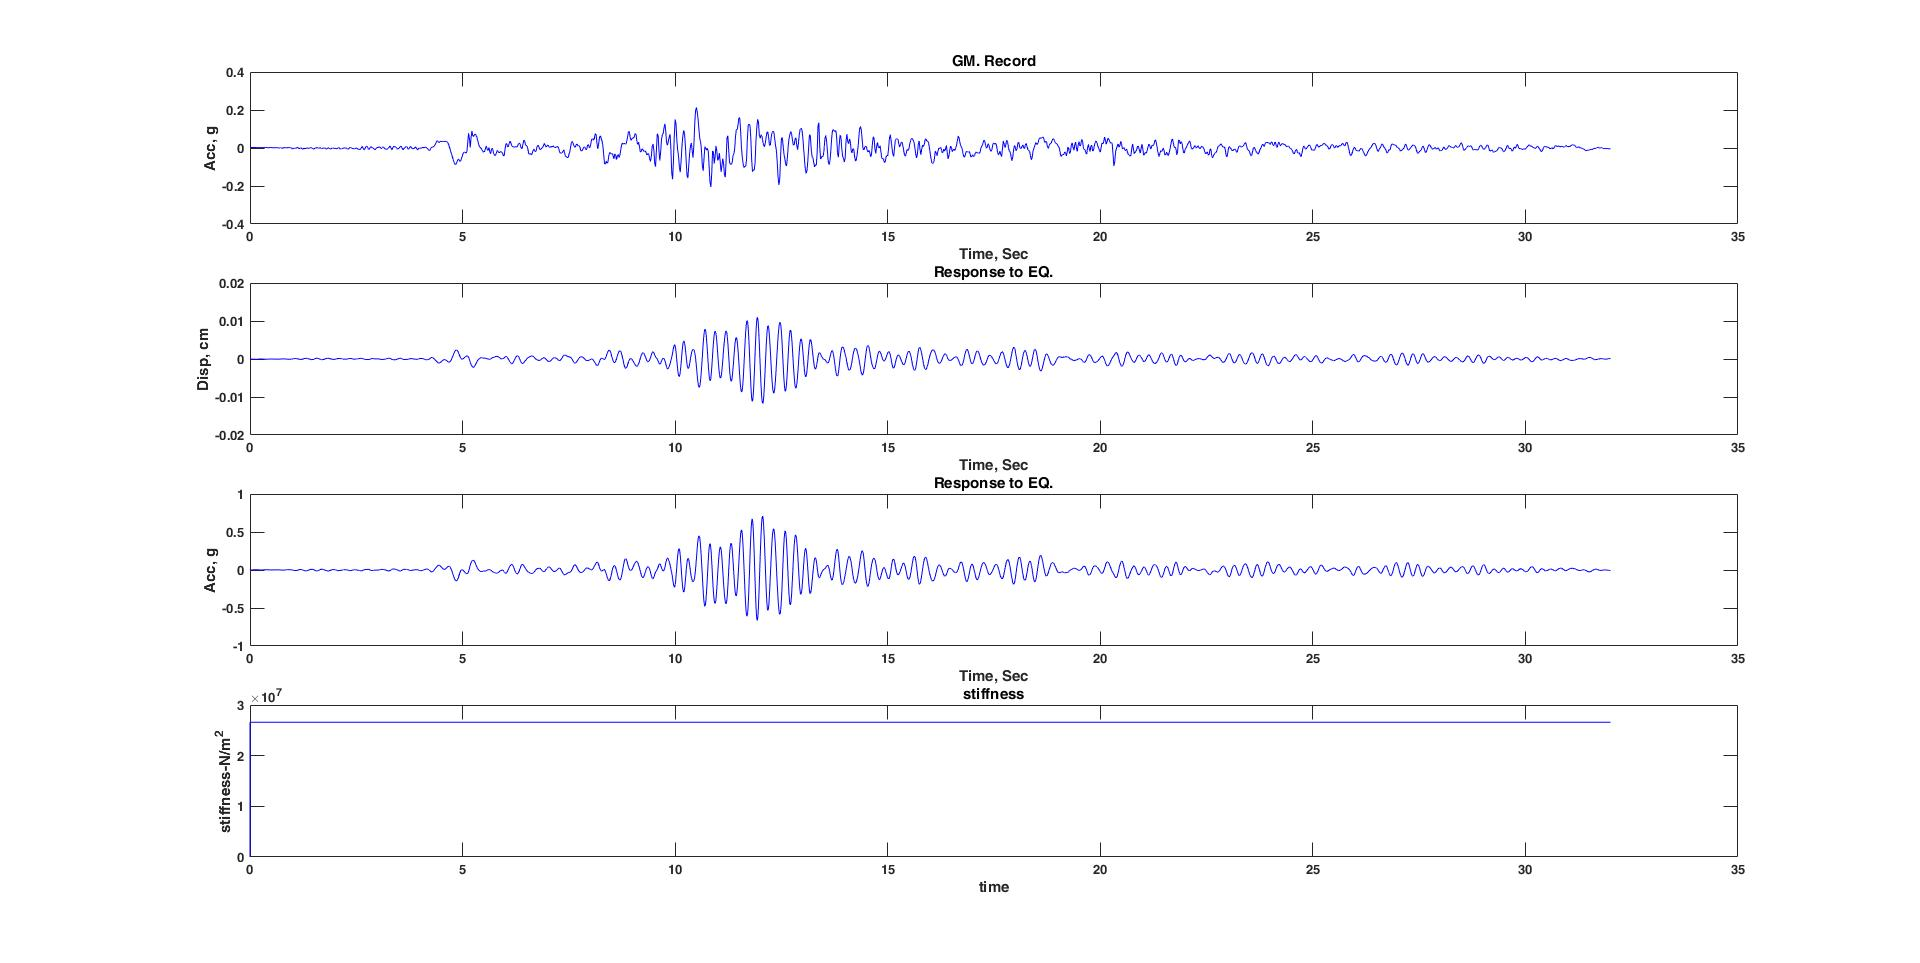 GM. Record
0.4
0.2
0
-0.2
-0.4
Acc, g
0 5 10 15 20 25 30 35
Time, Sec
Response to EQ.
0.02
0.01
0
-0.01
-0.02
Disp, cm
0 5 10 15 20 25 30 35
Time, Sec
Response to EQ.
1
0.5
0
-0.5
-1
Acc, g
0 5 10 15 20 25 30 35
Time, Sec
stiffness
×10⁷
3
2
1
0
stiffness-N/m²
0 5 10 15 20 25 30 35
time